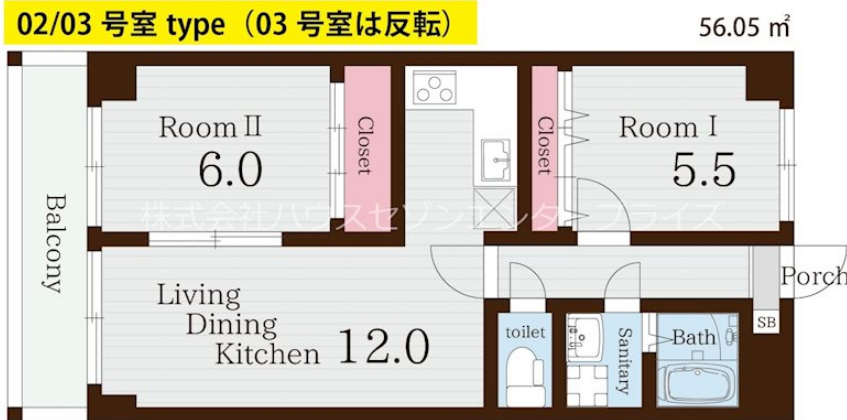 02/03 号室 type（03 号室は反転）
56.05 ㎡
Room Ⅱ
6.0
Closet
Closet
Room Ⅰ
5.5
株式会社ハウスセゾンエンタープライズ
Balcony
Living
Dining
Kitchen 12.0
Porch
SB
toilet
Sanitary
Bath